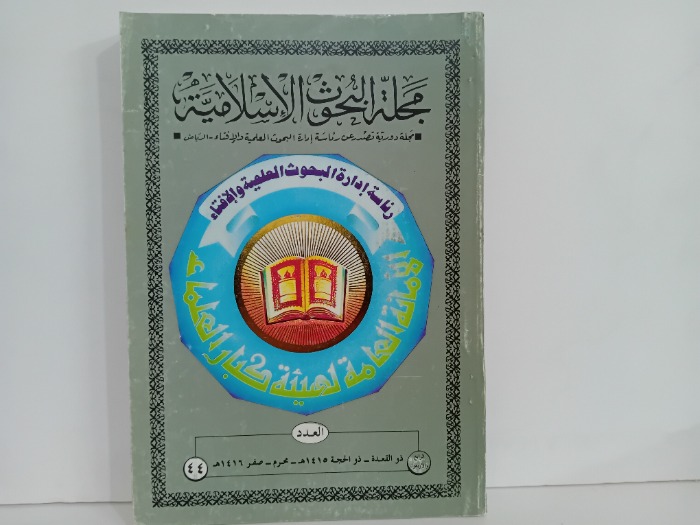 مجلة البحوث الإسلامية
مجلة دورية تصدر عن رئاسة إدارة البحوث العلمية والإفتاء - الرياض
رئاسة إدارة البحوث العلمية والإفتاء
الأمانة العامة لهيئة كبار العلماء
العدد
ذو القعدة - ذو الحجة ١٤١٥هـ - محرم - صفر ١٤١٦هـ
٤٤